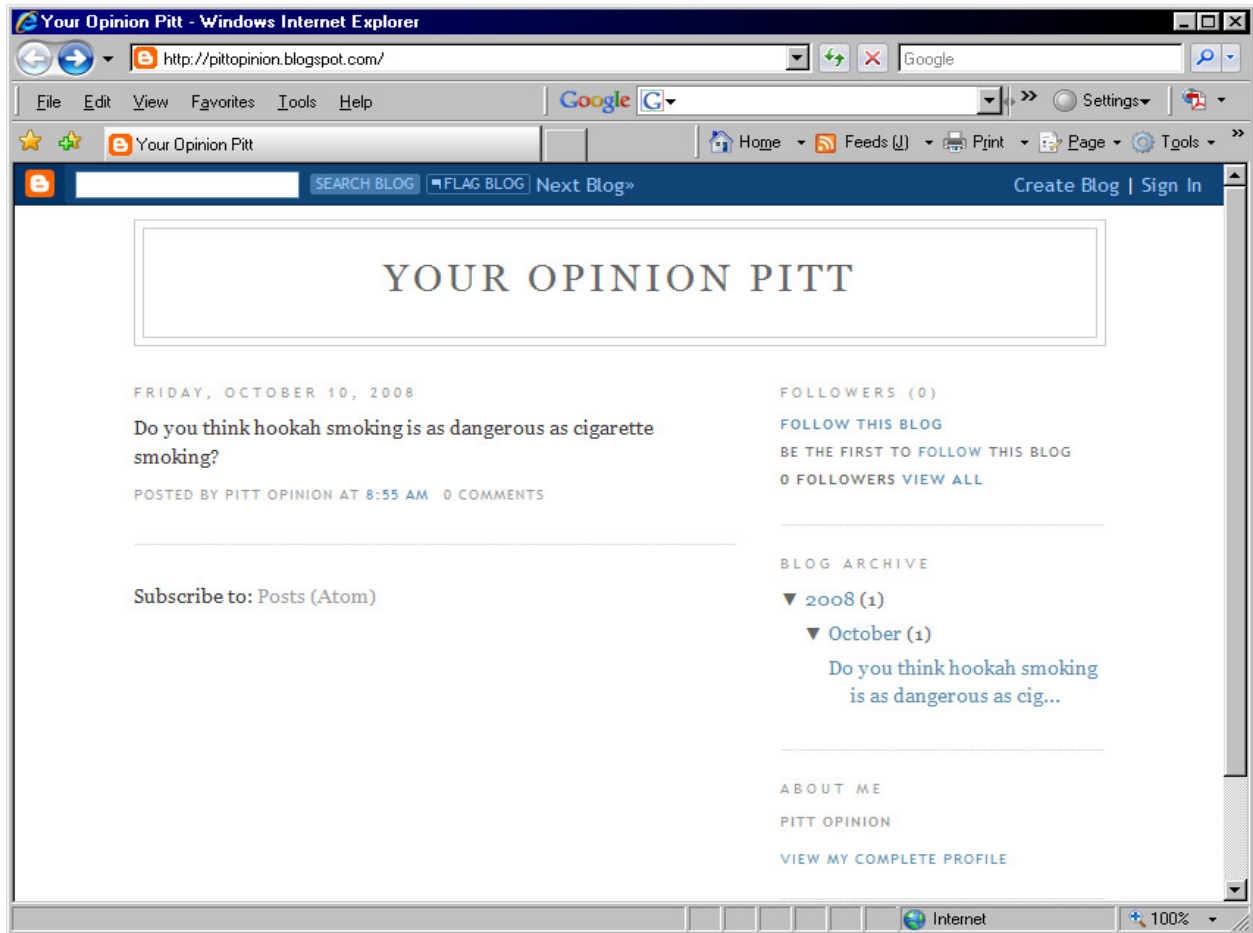 Your Opinion Pitt - Windows Internet Explorer
http://pittopinion.blogspot.com/
Google
File Edit View Favorites Tools Help
Google G
Settings
Your Opinion Pitt
Home Feeds (J) Print Page Tools
SEARCH BLOG FLAG BLOG Next Blog»
Create Blog | Sign In
YOUR OPINION PITT
FRIDAY, OCTOBER 10, 2008
Do you think hookah smoking is as dangerous as cigarette
smoking?
POSTED BY PITT OPINION AT 8:55 AM 0 COMMENTS
Subscribe to: Posts (Atom)
FOLLOWERS (0)
FOLLOW THIS BLOG
BE THE FIRST TO FOLLOW THIS BLOG
0 FOLLOWERS VIEW ALL
BLOG ARCHIVE
▼ 2008 (1)
▼ October (1)
Do you think hookah smoking
is as dangerous as cig...
ABOUT ME
PITT OPINION
VIEW MY COMPLETE PROFILE
Internet
100%